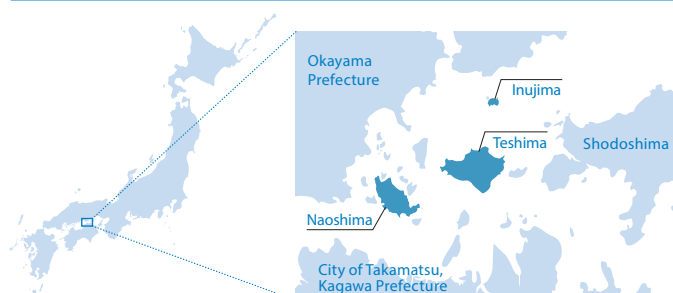 Okayama
Prefecture
Inujima
Teshima
Shodoshima
Naoshima
City of Takamatsu,
Kagawa Prefecture